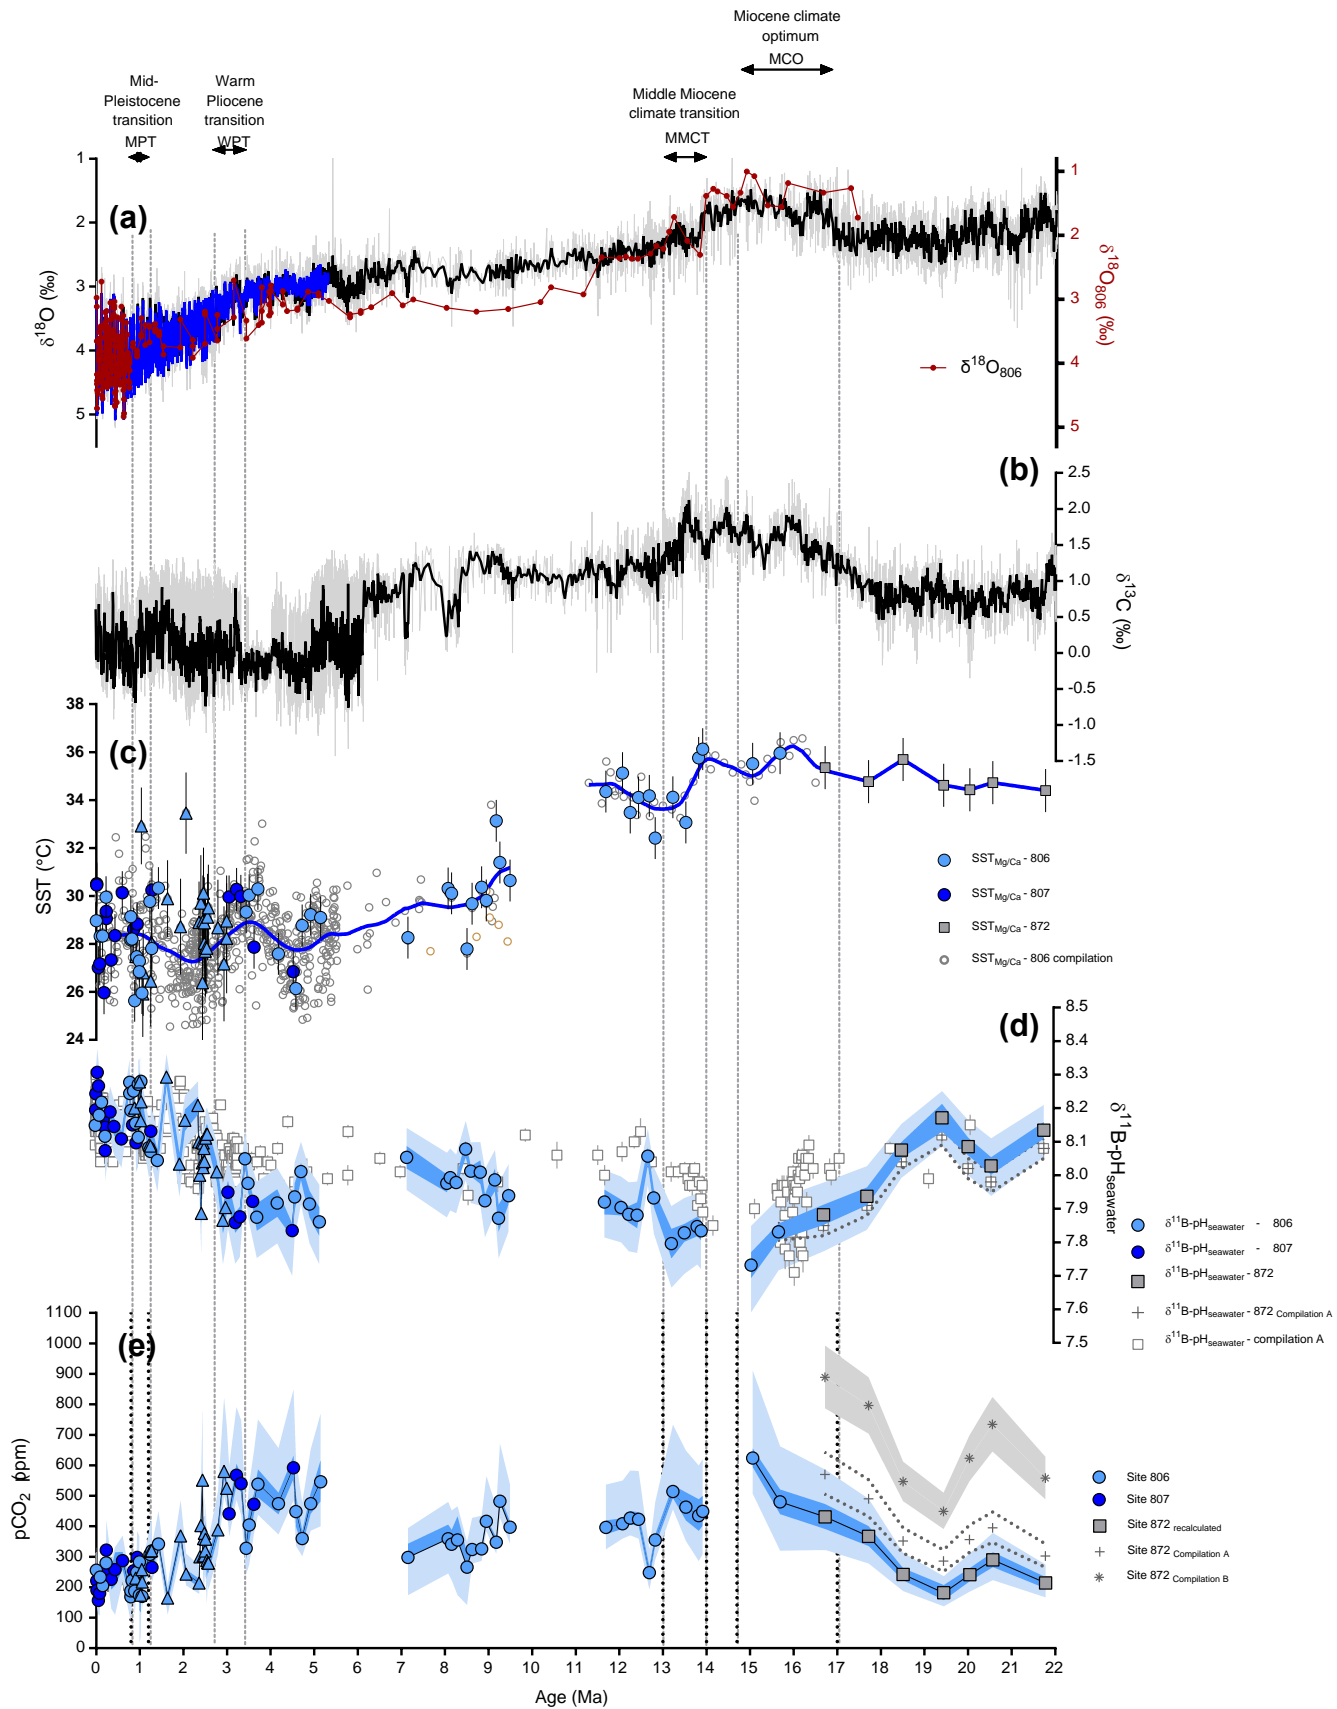 Miocene climate
optimum
MCO
Mid-
Pleistocene
transition
MPT
Warm
Pliocene
transition
WPT
Middle Miocene
climate transition
MMCT
(a)
1
2
3
4
5
δ18O (‰)
1
2
3
4
5
δ18O806 (‰)
δ18O806
(b)
2.5
2.0
1.5
1.0
0.5
0.0
-0.5
-1.0
-1.5
δ13C (‰)
(c)
38
36
34
32
30
28
26
24
SST (°C)
SSTMg/Ca - 806
SSTMg/Ca - 807
SSTMg/Ca - 872
SSTMg/Ca - 806 compilation
(d)
8.5
8.4
8.3
8.2
8.1
8.0
7.9
7.8
7.7
7.6
7.5
δ11B-pHseawater
δ11B-pHseawater - 806
δ11B-pHseawater - 807
δ11B-pHseawater - 872
δ11B-pHseawater - 872 Compilation A
δ11B-pHseawater - compilation A
(e)
1100
1000
900
800
700
600
500
400
300
200
100
0
pCO2 (ppm)
Site 806
Site 807
Site 872 recalculated
Site 872 Compilation A
Site 872 Compilation B
0 1 2 3 4 5 6 7 8 9 10 11 12 13 14 15 16 17 18 19 20 21 22
Age (Ma)